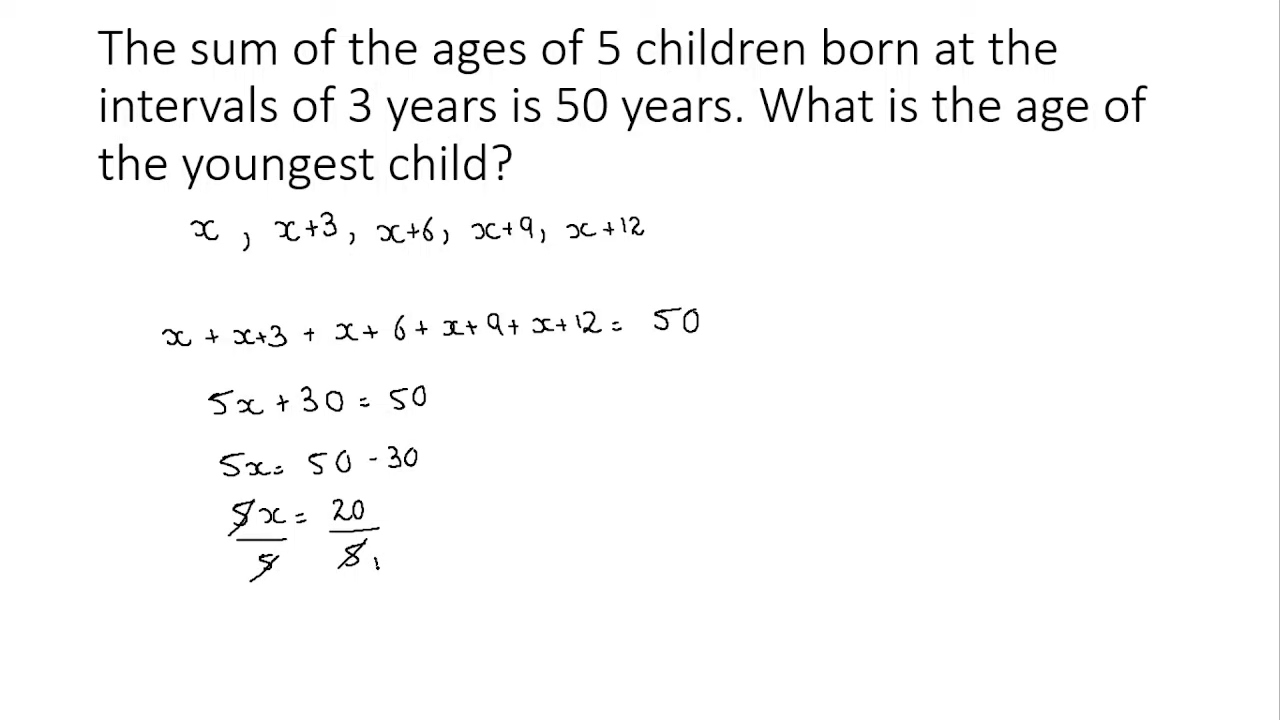 The sum of the ages of 5 children born at the
intervals of 3 years is 50 years. What is the age of
the youngest child?
x , x+3, x+6, x+9, x+12
x + x+3 + x+ 6+ x+9+ x+12 = 50
5x + 30 = 50
5x = 50 - 30
5x = 20
5 5 1